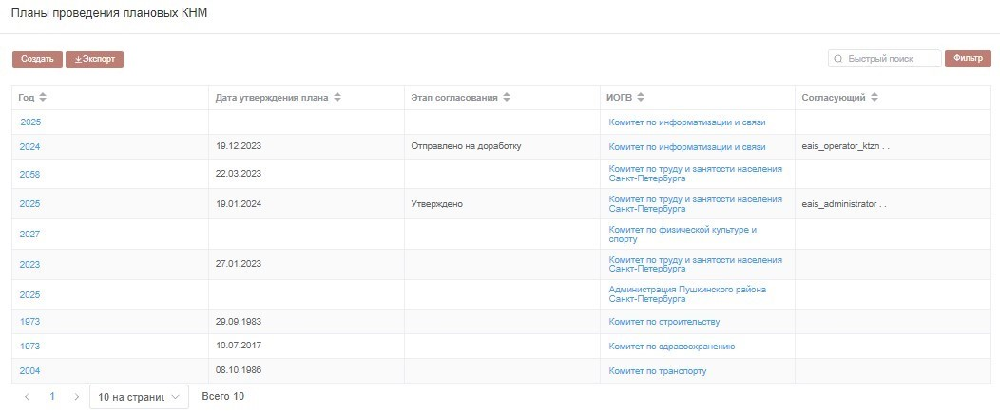 Планы проведения плановых КНМ
Создать Экспорт Быстрый поиск Фильтр
Год Дата утверждения плана Этап согласования ИОГВ Согласующий
2025 Комитет по информатизации и связи
2024 19.12.2023 Отправлено на доработку Комитет по информатизации и связи eais_operator_ktzn . .
2058 22.03.2023 Комитет по труду и занятости населения
Санкт-Петербурга
2025 19.01.2024 Утверждено Комитет по труду и занятости населения
Санкт-Петербурга eais_administrator . .
2027 Комитет по физической культуре и
спорту
2023 27.01.2023 Комитет по труду и занятости населения
Санкт-Петербурга
2025 Администрация Пушкинского района
Санкт-Петербурга
1973 29.09.1983 Комитет по строительству
1973 10.07.2017 Комитет по здравоохранению
2004 08.10.1986 Комитет по транспорту
1 10 на страниц Всего 10